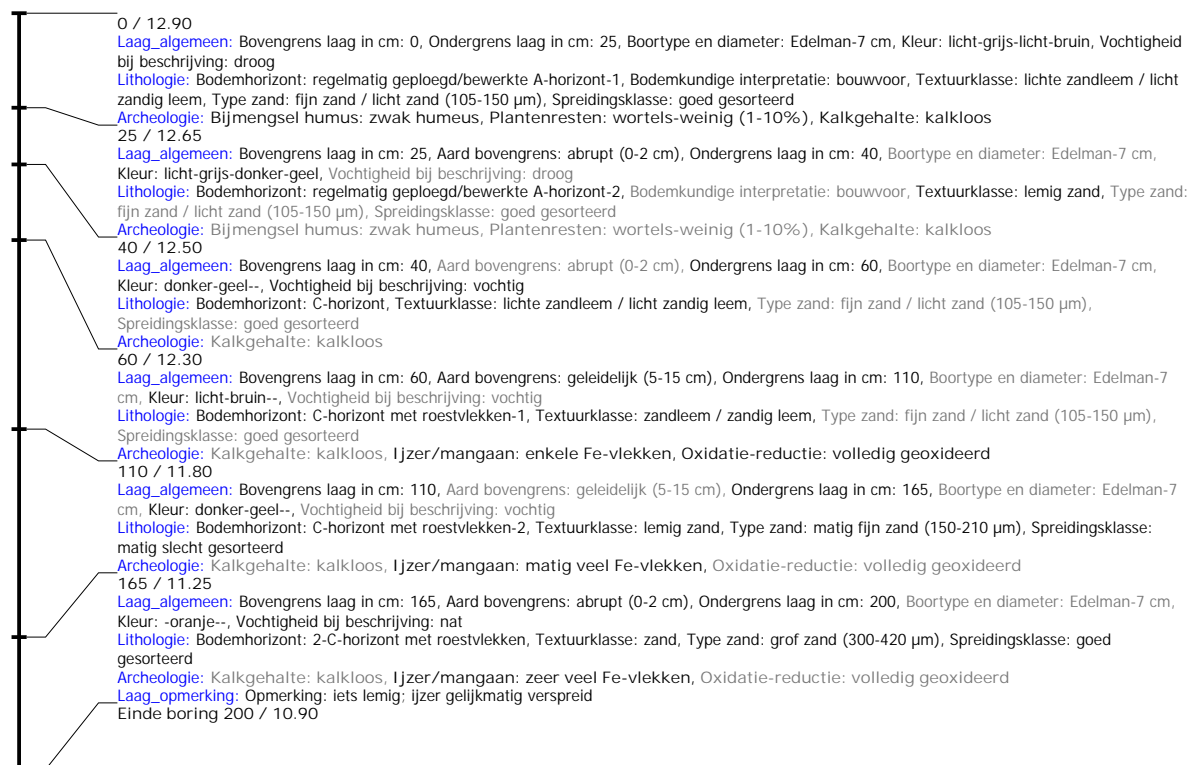 0 / 12.90
Laag_algemeen: Bovengrens laag in cm: 0, Ondergrens laag in cm: 25, Boortype en diameter: Edelman-7 cm, Kleur: licht-grijs-licht-bruin, Vochtigheid
bij beschrijving: droog
Lithologie: Bodemhorizont: regelmatig geploegd/bewerkte A-horizont-1, Bodemkundige interpretatie: bouwvoor, Textuurklasse: lichte zandleem / licht
zandig leem, Type zand: fijn zand / licht zand (105-150 µm), Spreidingsklasse: goed gesorteerd
Archeologie: Bijmengsel humus: zwak humeus, Plantenresten: wortels-weinig (1-10%), Kalkgehalte: kalkloos
25 / 12.65
Laag_algemeen: Bovengrens laag in cm: 25, Aard bovengrens: abrupt (0-2 cm), Ondergrens laag in cm: 40, Boortype en diameter: Edelman-7 cm,
Kleur: licht-grijs-donker-geel, Vochtigheid bij beschrijving: droog
Lithologie: Bodemhorizont: regelmatig geploegd/bewerkte A-horizont-2, Bodemkundige interpretatie: bouwvoor, Textuurklasse: lemig zand, Type zand:
fijn zand / licht zand (105-150 µm), Spreidingsklasse: goed gesorteerd
Archeologie: Bijmengsel humus: zwak humeus, Plantenresten: wortels-weinig (1-10%), Kalkgehalte: kalkloos
40 / 12.50
Laag_algemeen: Bovengrens laag in cm: 40, Aard bovengrens: abrupt (0-2 cm), Ondergrens laag in cm: 60, Boortype en diameter: Edelman-7 cm,
Kleur: donker-geel--, Vochtigheid bij beschrijving: vochtig
Lithologie: Bodemhorizont: C-horizont, Textuurklasse: lichte zandleem / licht zandig leem, Type zand: fijn zand / licht zand (105-150 µm),
Spreidingsklasse: goed gesorteerd
Archeologie: Kalkgehalte: kalkloos
60 / 12.30
Laag_algemeen: Bovengrens laag in cm: 60, Aard bovengrens: geleidelijk (5-15 cm), Ondergrens laag in cm: 110, Boortype en diameter: Edelman-7
cm, Kleur: licht-bruin--, Vochtigheid bij beschrijving: vochtig
Lithologie: Bodemhorizont: C-horizont met roestvlekken-1, Textuurklasse: zandleem / zandig leem, Type zand: fijn zand / licht zand (105-150 µm),
Spreidingsklasse: goed gesorteerd
Archeologie: Kalkgehalte: kalkloos, Ijzer/mangaan: enkele Fe-vlekken, Oxidatie-reductie: volledig geoxideerd
110 / 11.80
Laag_algemeen: Bovengrens laag in cm: 110, Aard bovengrens: geleidelijk (5-15 cm), Ondergrens laag in cm: 165, Boortype en diameter: Edelman-7
cm, Kleur: donker-geel--, Vochtigheid bij beschrijving: vochtig
Lithologie: Bodemhorizont: C-horizont met roestvlekken-2, Textuurklasse: lemig zand, Type zand: matig fijn zand (150-210 µm), Spreidingsklasse:
matig slecht gesorteerd
Archeologie: Kalkgehalte: kalkloos, Ijzer/mangaan: matig veel Fe-vlekken, Oxidatie-reductie: volledig geoxideerd
165 / 11.25
Laag_algemeen: Bovengrens laag in cm: 165, Aard bovengrens: abrupt (0-2 cm), Ondergrens laag in cm: 200, Boortype en diameter: Edelman-7 cm,
Kleur: -oranje--, Vochtigheid bij beschrijving: nat
Lithologie: Bodemhorizont: 2-C-horizont met roestvlekken, Textuurklasse: zand, Type zand: grof zand (300-420 µm), Spreidingsklasse: goed
gesorteerd
Archeologie: Kalkgehalte: kalkloos, Ijzer/mangaan: zeer veel Fe-vlekken, Oxidatie-reductie: volledig geoxideerd
Laag_opmerking: Opmerking: iets lemig; ijzer gelijkmatig verspreid
Einde boring 200 / 10.90